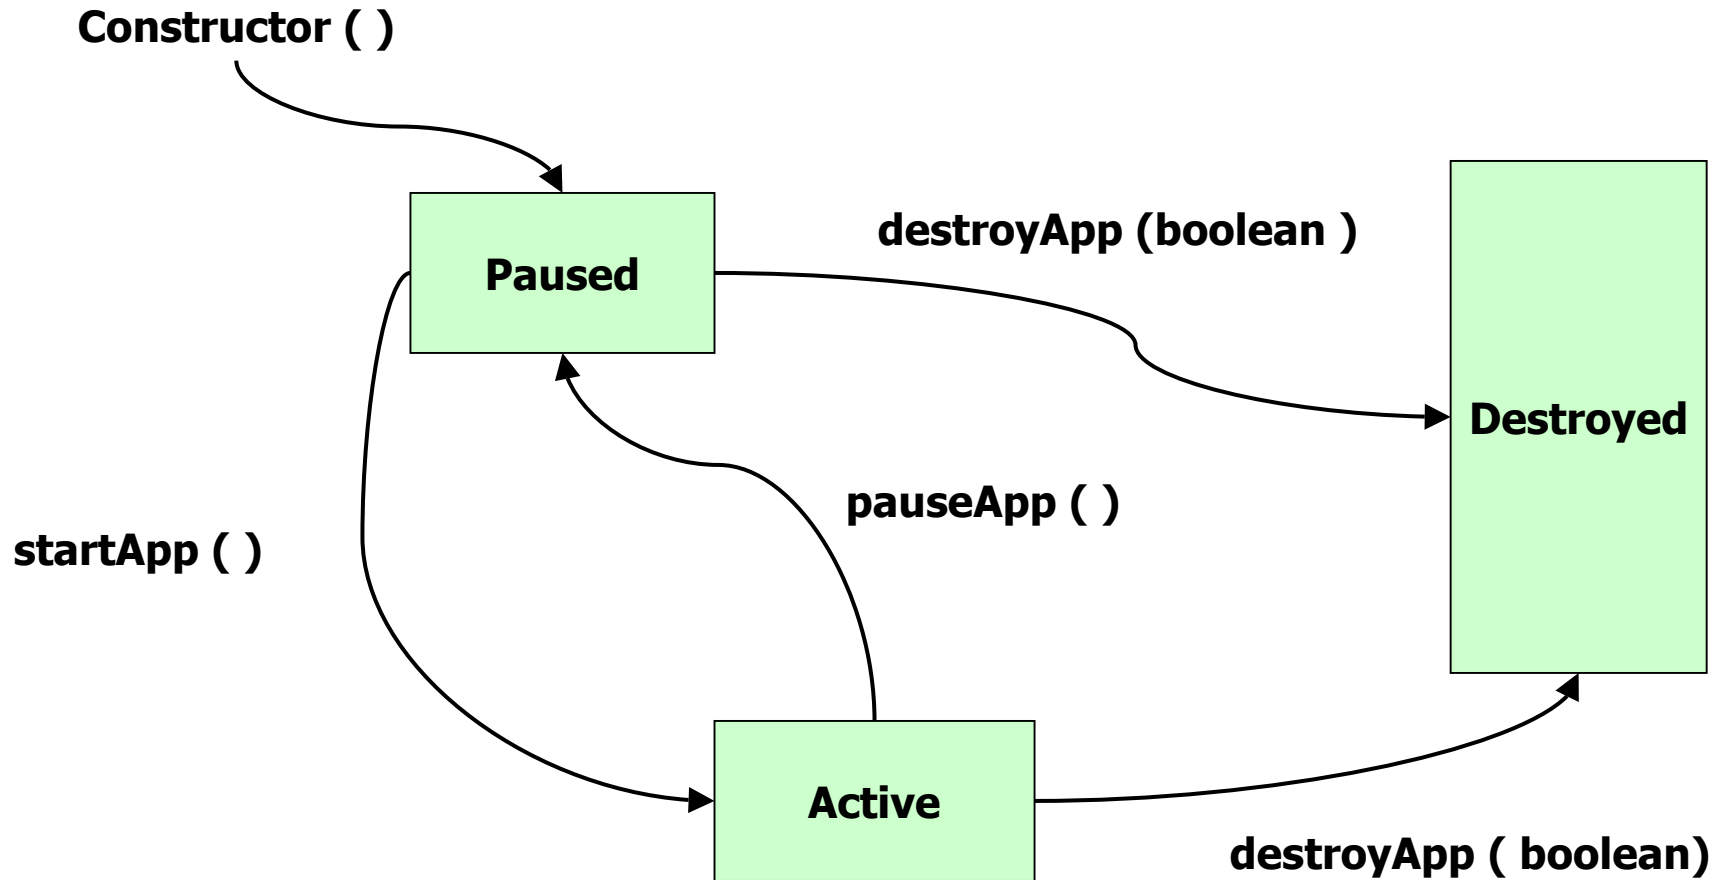 Constructor ( )
destroyApp (boolean )
Paused
Destroyed
pauseApp ( )
startApp ( )
Active
destroyApp ( boolean)